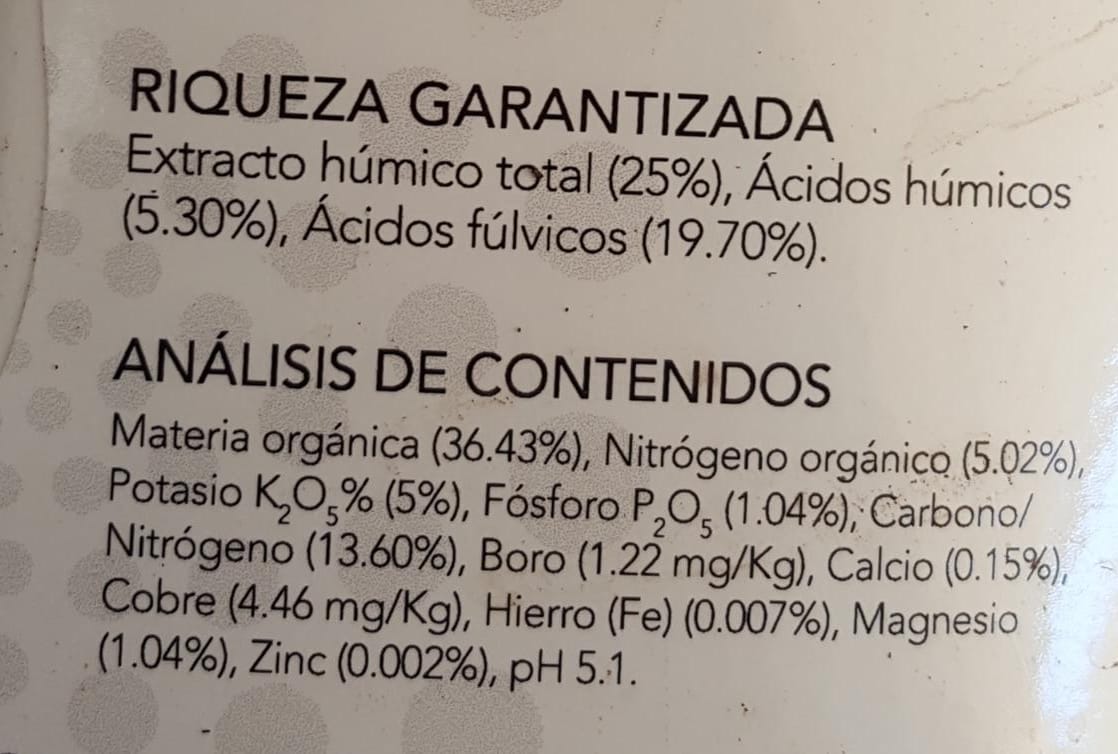 RIQUEZA GARANTIZADA
Extracto húmico total (25%), Ácidos húmicos
(5.30%), Ácidos fúlvicos (19.70%).
ANÁLISIS DE CONTENIDOS
Materia orgánica (36.43%), Nitrógeno orgánico (5.02%),
Potasio K₂O₅% (5%), Fósforo P₂O₅ (1.04%), Carbono/
Nitrógeno (13.60%), Boro (1.22 mg/Kg), Calcio (0.15%),
Cobre (4.46 mg/Kg), Hierro (Fe) (0.007%), Magnesio
(1.04%), Zinc (0.002%), pH 5.1.